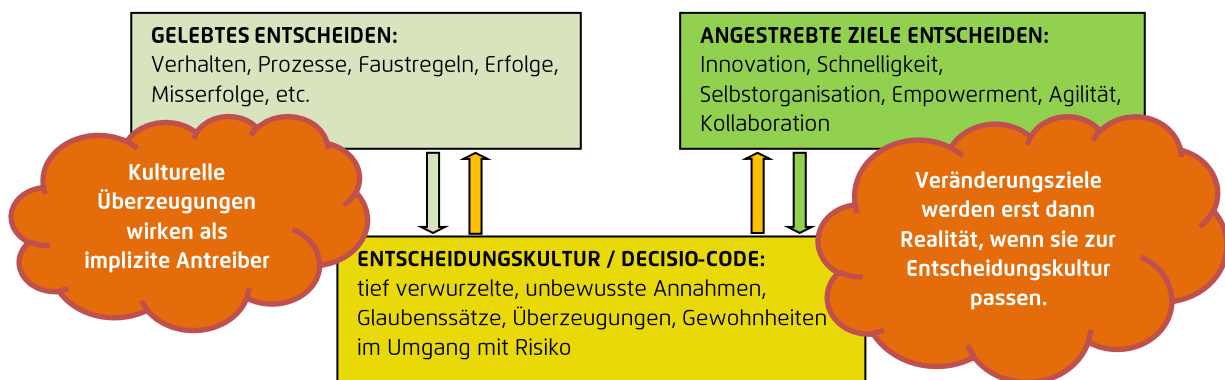 GELEBTES ENTSCHEIDEN:
Verhalten, Prozesse, Faustregeln, Erfolge,
Misserfolge, etc.
ANGESTREBTE ZIELE ENTSCHEIDEN:
Innovation, Schnelligkeit,
Selbstorganisation, Empowerment, Agilität,
Kollaboration
Kulturelle
Überzeugungen
wirken als
implizite Antreiber
Veränderungsziele
werden erst dann
Realität, wenn sie zur
Entscheidungskultur
passen.
ENTSCHEIDUNGSKULTUR / DECISIO-CODE:
tief verwurzelte, unbewusste Annahmen,
Glaubenssätze, Überzeugungen, Gewohnheiten
im Umgang mit Risiko